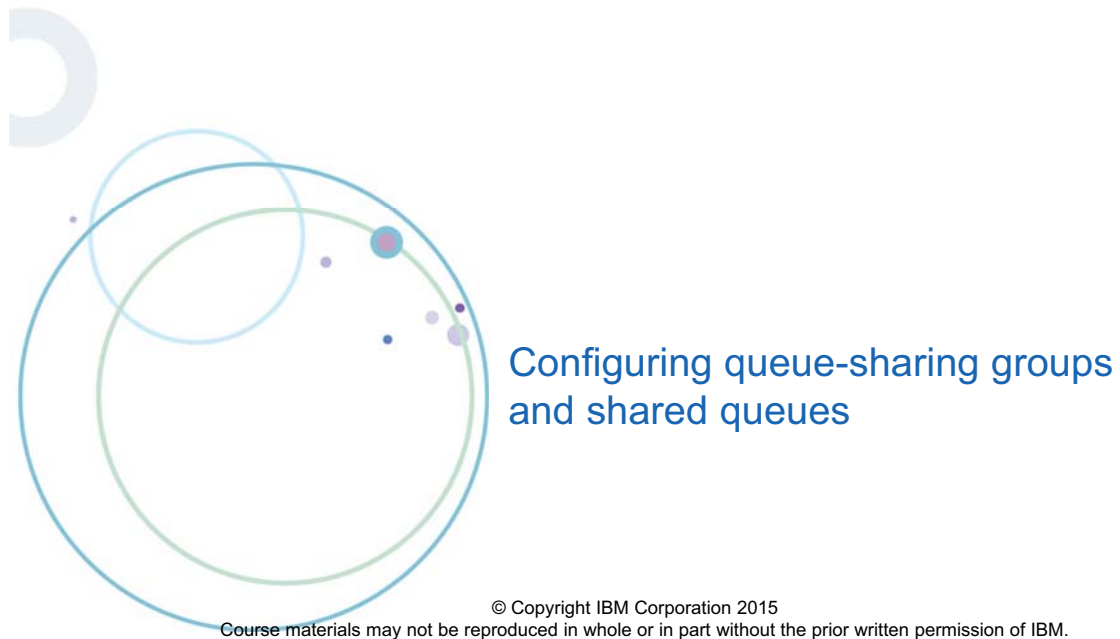 Configuring queue-sharing groups
and shared queues
© Copyright IBM Corporation 2015
Course materials may not be reproduced in whole or in part without the prior written permission of IBM.